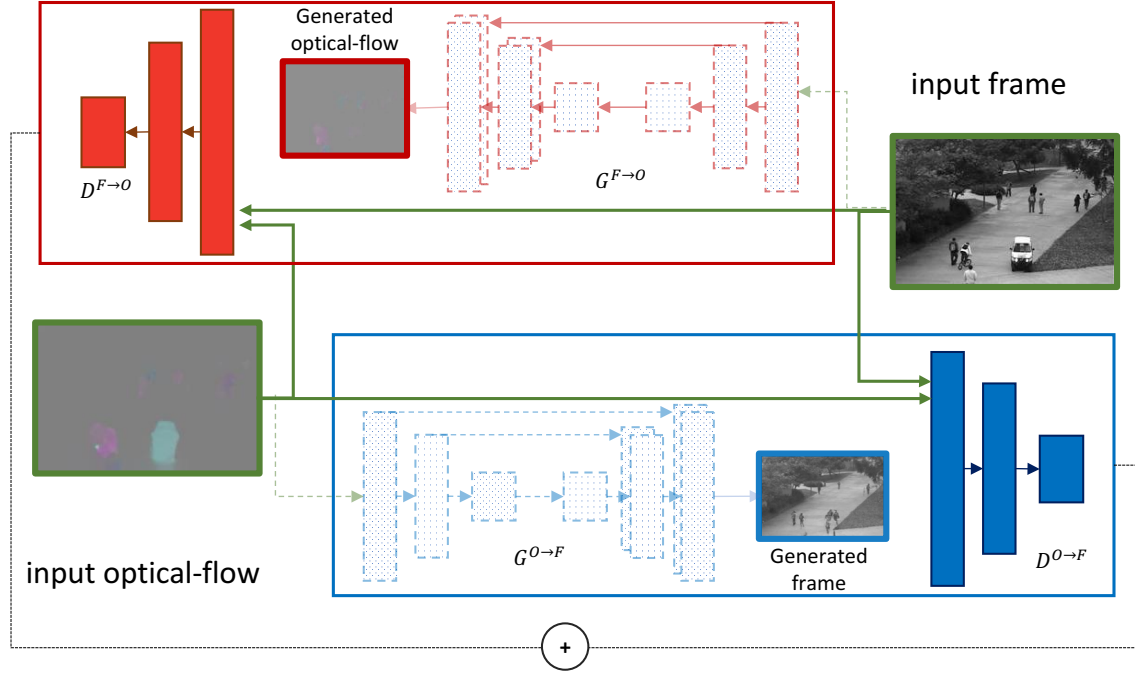 Generated
optical-flow
input frame
D^{F→O}
G^{F→O}
input optical-flow
G^{O→F}
Generated
frame
D^{O→F}
+